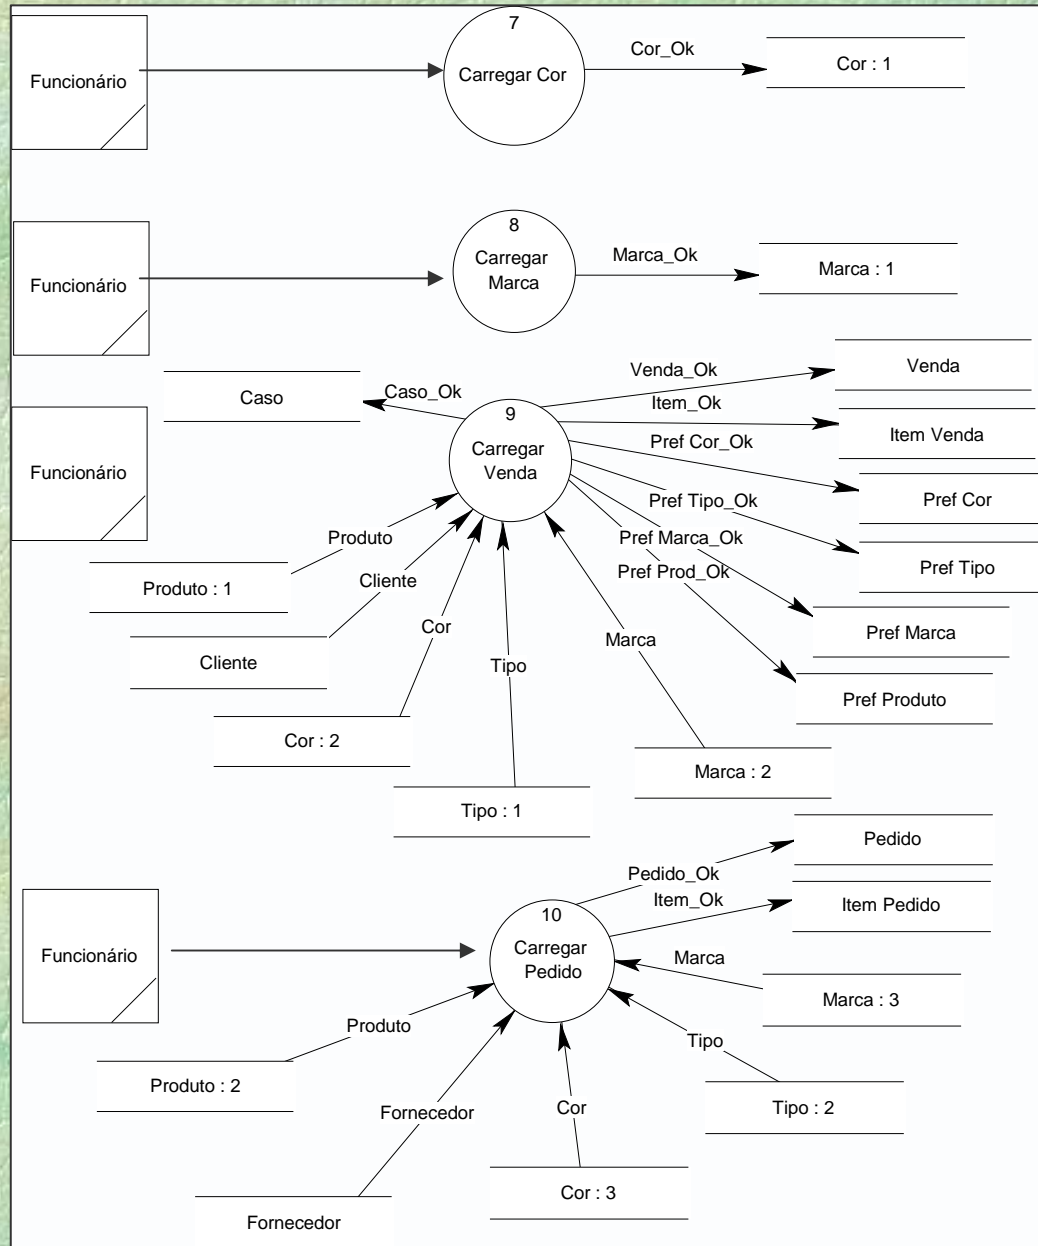 7
Funcionário
Carregar Cor
Cor_Ok
Cor : 1
8
Funcionário
Carregar
Marca
Marca_Ok
Marca : 1
Caso
Caso_Ok
Venda_Ok
Venda
Item_Ok
Item Venda
9
Funcionário
Carregar
Venda
Pref Cor_Ok
Pref Cor
Pref Tipo_Ok
Pref Tipo
Pref Marca_Ok
Pref Marca
Pref Prod_Ok
Pref Produto
Produto
Produto : 1
Cliente
Cliente
Cor
Cor : 2
Tipo
Tipo : 1
Marca
Marca : 2
Pedido_Ok
Pedido
Item_Ok
Item Pedido
10
Funcionário
Carregar
Pedido
Marca
Marca : 3
Produto
Produto : 2
Tipo
Tipo : 2
Fornecedor
Fornecedor
Cor
Cor : 3